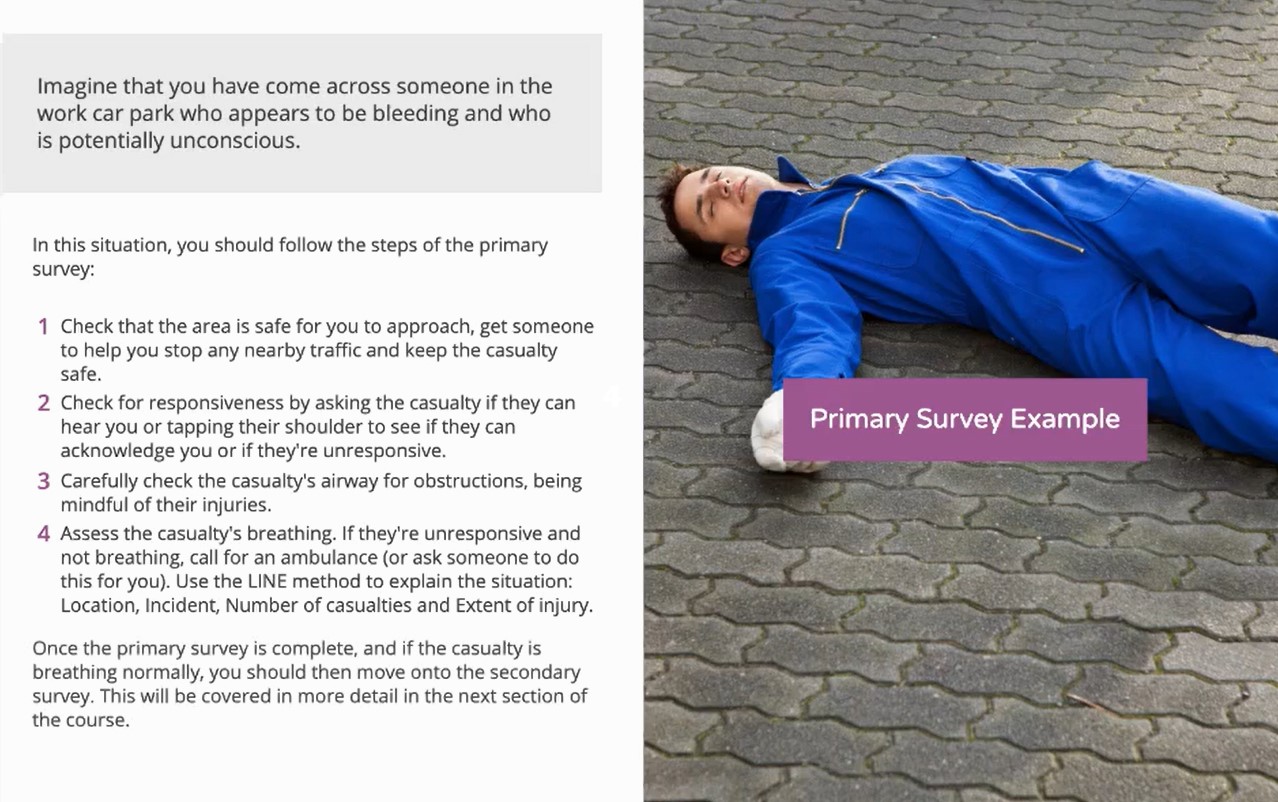 Imagine that you have come across someone in the
work car park who appears to be bleeding and who
is potentially unconscious.
In this situation, you should follow the steps of the primary
survey:
1 Check that the area is safe for you to approach, get someone
to help you stop any nearby traffic and keep the casualty
safe.
2 Check for responsiveness by asking the casualty if they can
hear you or tapping their shoulder to see if they can
acknowledge you or if they're unresponsive.
3 Carefully check the casualty's airway for obstructions, being
mindful of their injuries.
4 Assess the casualty's breathing. If they're unresponsive and
not breathing, call for an ambulance (or ask someone to do
this for you). Use the LINE method to explain the situation:
Location, Incident, Number of casualties and Extent of injury.
Once the primary survey is complete, and if the casualty is
breathing normally, you should then move onto the secondary
survey. This will be covered in more detail in the next section of
the course.
Primary Survey Example